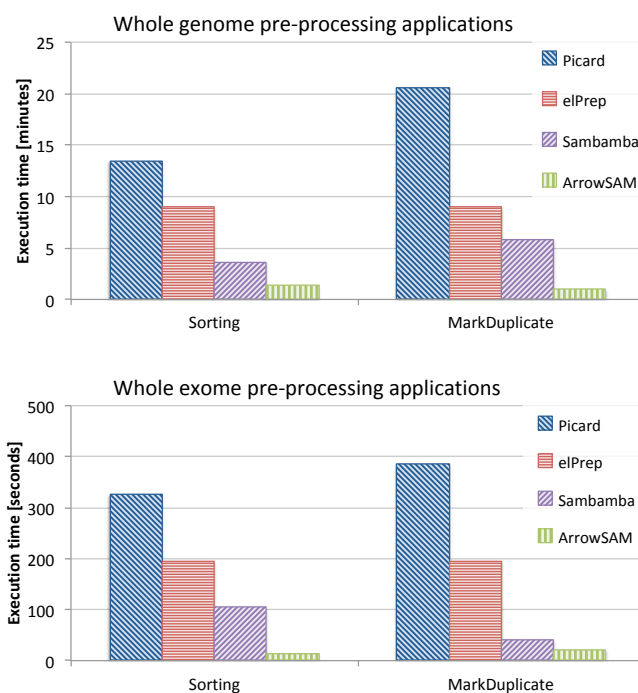 Whole genome pre-processing applications
Execution time [minutes]
25
20
15
10
5
0
Picard
elPrep
Sambamba
ArrowSAM
Sorting
MarkDuplicate
Whole exome pre-processing applications
Execution time [seconds]
500
400
300
200
100
0
Picard
elPrep
Sambamba
ArrowSAM
Sorting
MarkDuplicate